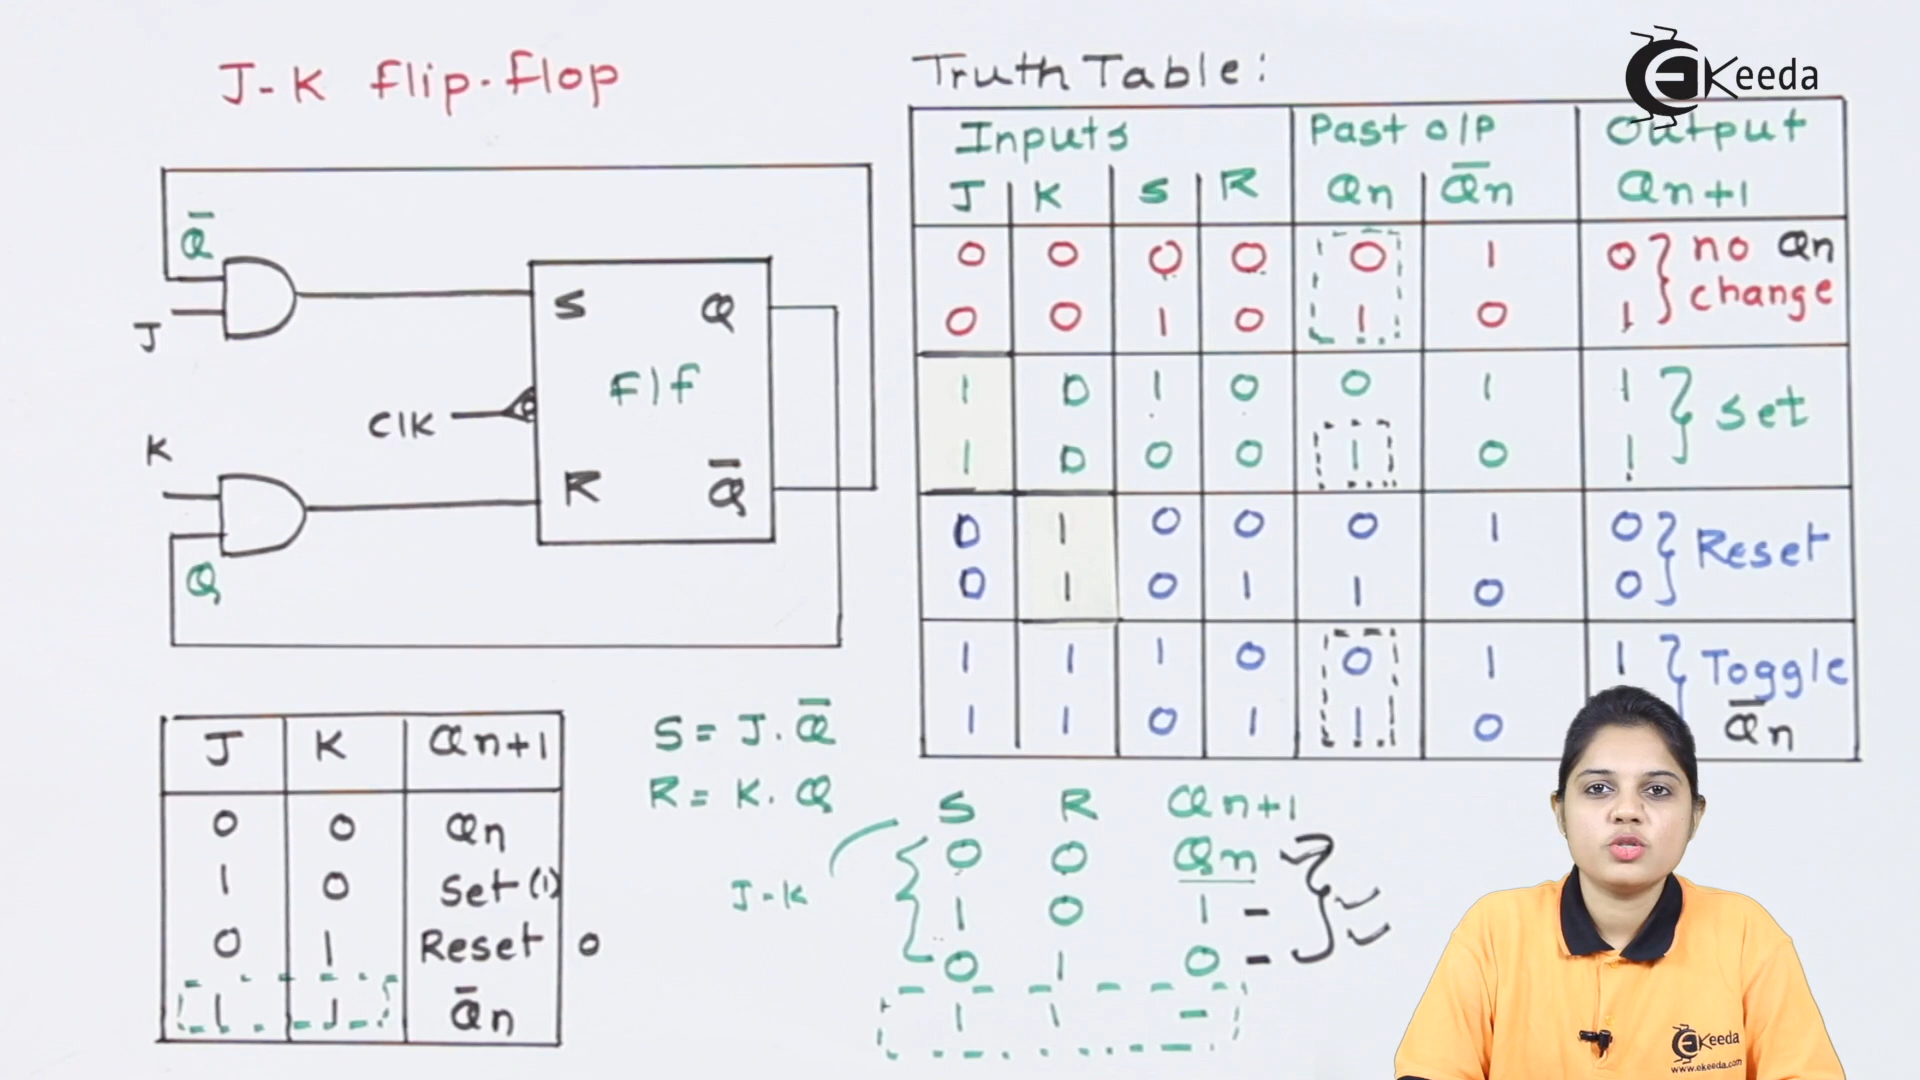 J-K flip-flop
Q̄
J
K
Q
S Q
F/F
CIK
R Q̄
J K Qn+1
0 0 Qn
1 0 Set (1)
0 1 Reset 0
1 1 Q̄n
S = J. Q̄
R = K. Q
Truth Table:
Inputs Past O/P Output
J K S R Qn Q̄n Qn+1
0 0 0 0 0 1 0 no Qn
0 0 1 0 1 0 1 change
1 0 1 0 0 1 1
1 0 0 0 1 0 1 Set
0 1 0 0 0 1 0
0 1 0 1 1 0 0 Reset
1 1 1 0 0 1 1 Toggle
1 1 0 1 1 0 Q̄n
S R Qn+1
0 0 Qn
1 0 1 -
0 1 0 -
1 1 -
J-K
EKeeda
EKeeda
www.ekeeda.com